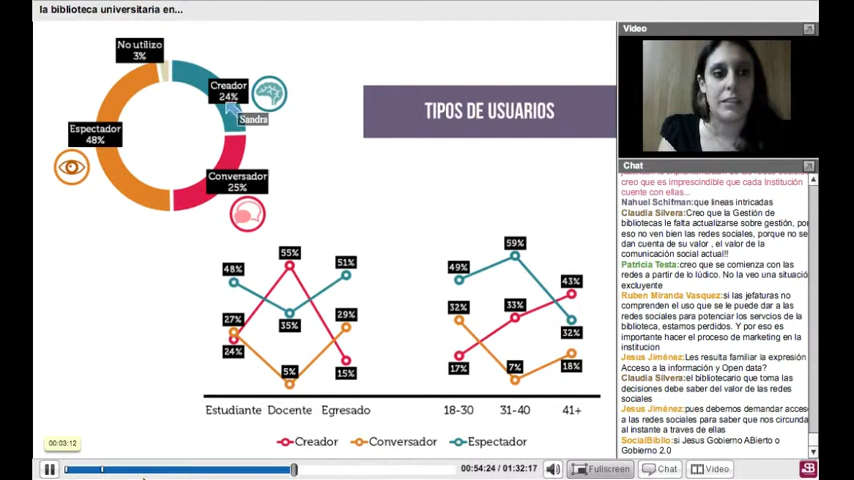 la biblioteca universitaria en...
No utilizo
3%
Creador
24%
Sandra
Espectador
48%
Conversador
25%
TIPOS DE USUARIOS
48%
55%
51%
27%
24%
35%
5%
29%
15%
Estudiante Docente Egresado
49%
59%
43%
32%
33%
32%
17%
7%
18%
18-30 31-40 41+
Creador Conversador Espectador
Video
Chat
creo que es imprescindible que cada Institución
cuente con ellas...
Nahuel Schifman:que lineas intricadas
Claudia Silvera:Creo que la Gestión de
bibliotecas le falta actualizarse sobre gestión, por
eso no ven bien las redes sociales, porque no se
dan cuenta de su valor , el valor de la
comunicación social actual!!
Patricia Testa:creo que se comienza con las
redes a partir de lo lúdico. No la veo una situació
excluyente
Ruben Miranda Vasquez:si las jefaturas no
comprenden el uso que se le puede dar a las
redes sociales para potenciar los servcios de la
biblioteca, estamos perdidos. Y por eso es
importante hacer el proceso de marketing en la
institucion
Jesus Jiménez:Les resulta familiar la expresión
Acceso a la información y Open data?
Claudia Silvera:el bibliotecario que toma las
decisiones debe saber del valor de las redes
sociales
Jesus Jiménez:pues debemos demandar acces
a las redes sociales para saber que nos circunda
al instante a traves de ellas
SocialBiblio:si Jesus Gobierno ABierto o
Gobierno 2.0
00:03:12
00:54:24 / 01:32:17
Fullscreen
Chat
Video
SB